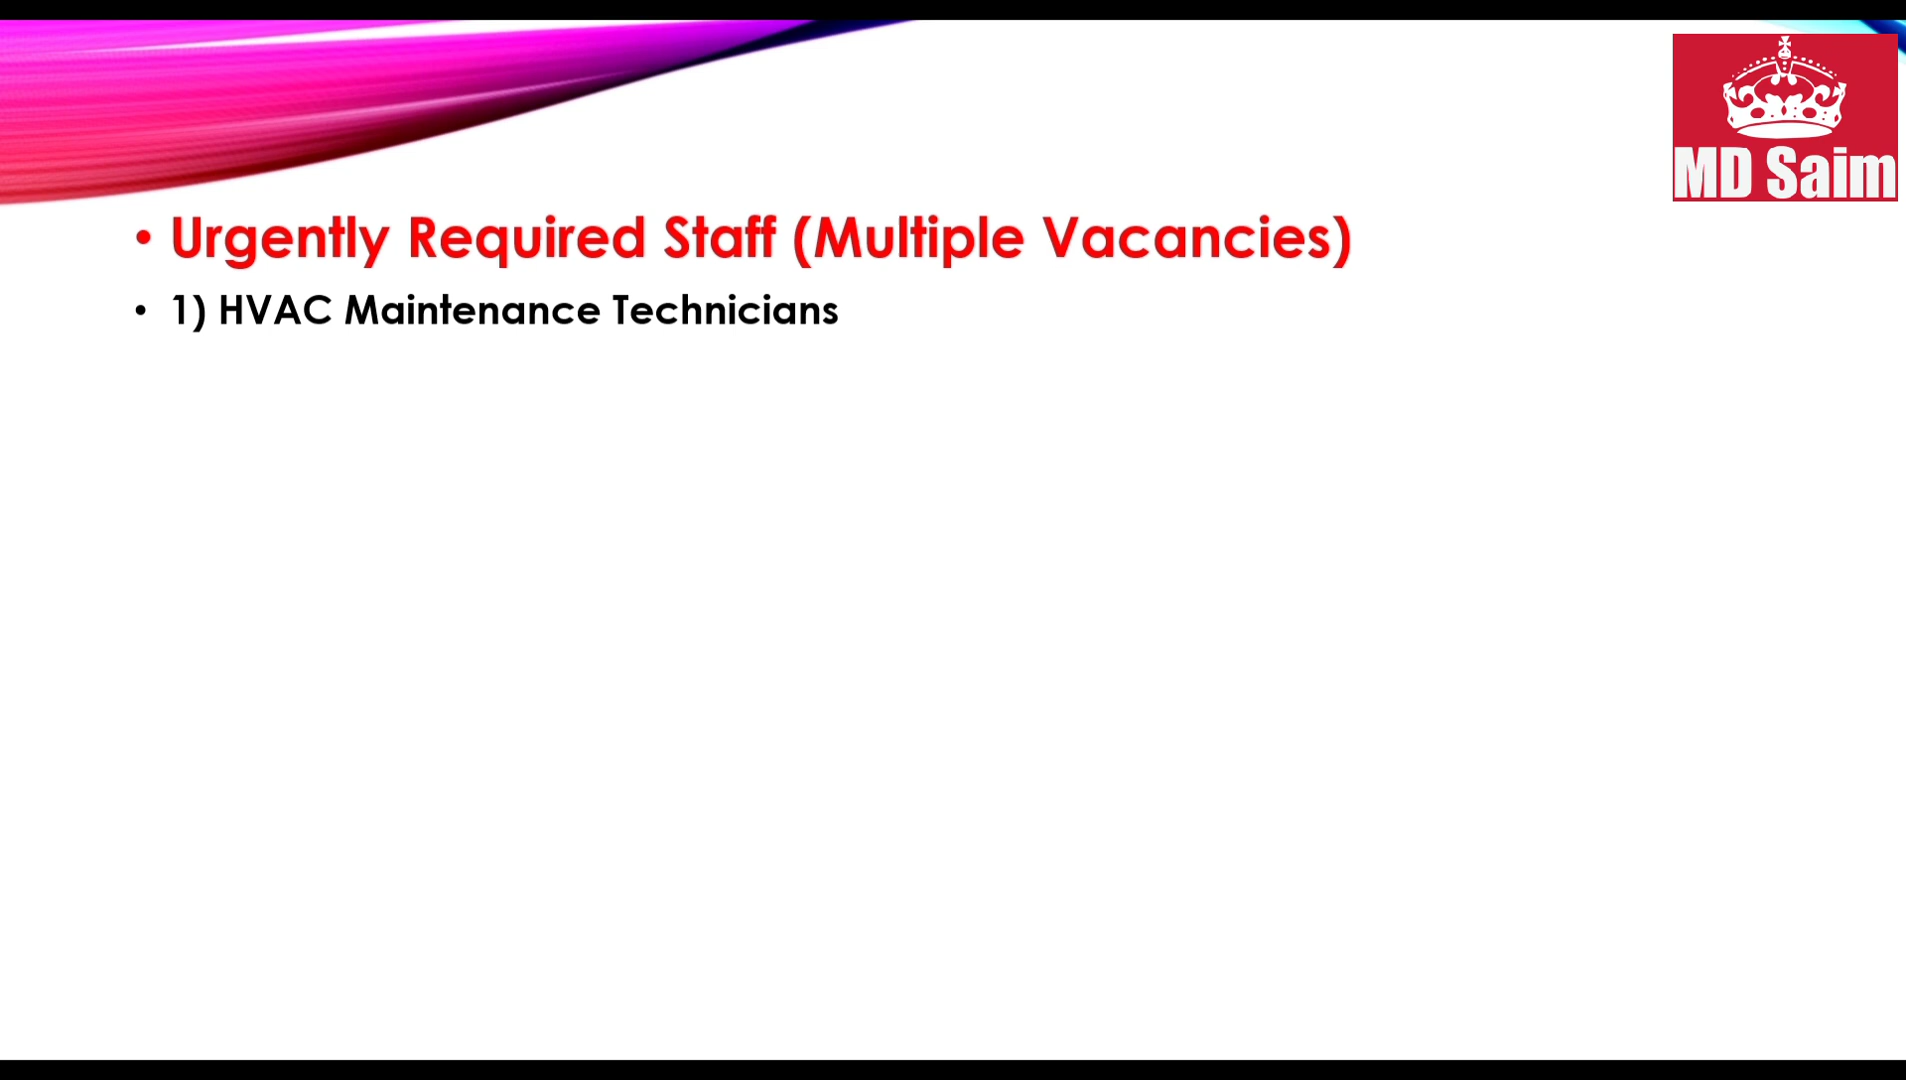 MD Saim
• Urgently Required Staff (Multiple Vacancies)
• 1) HVAC Maintenance Technicians